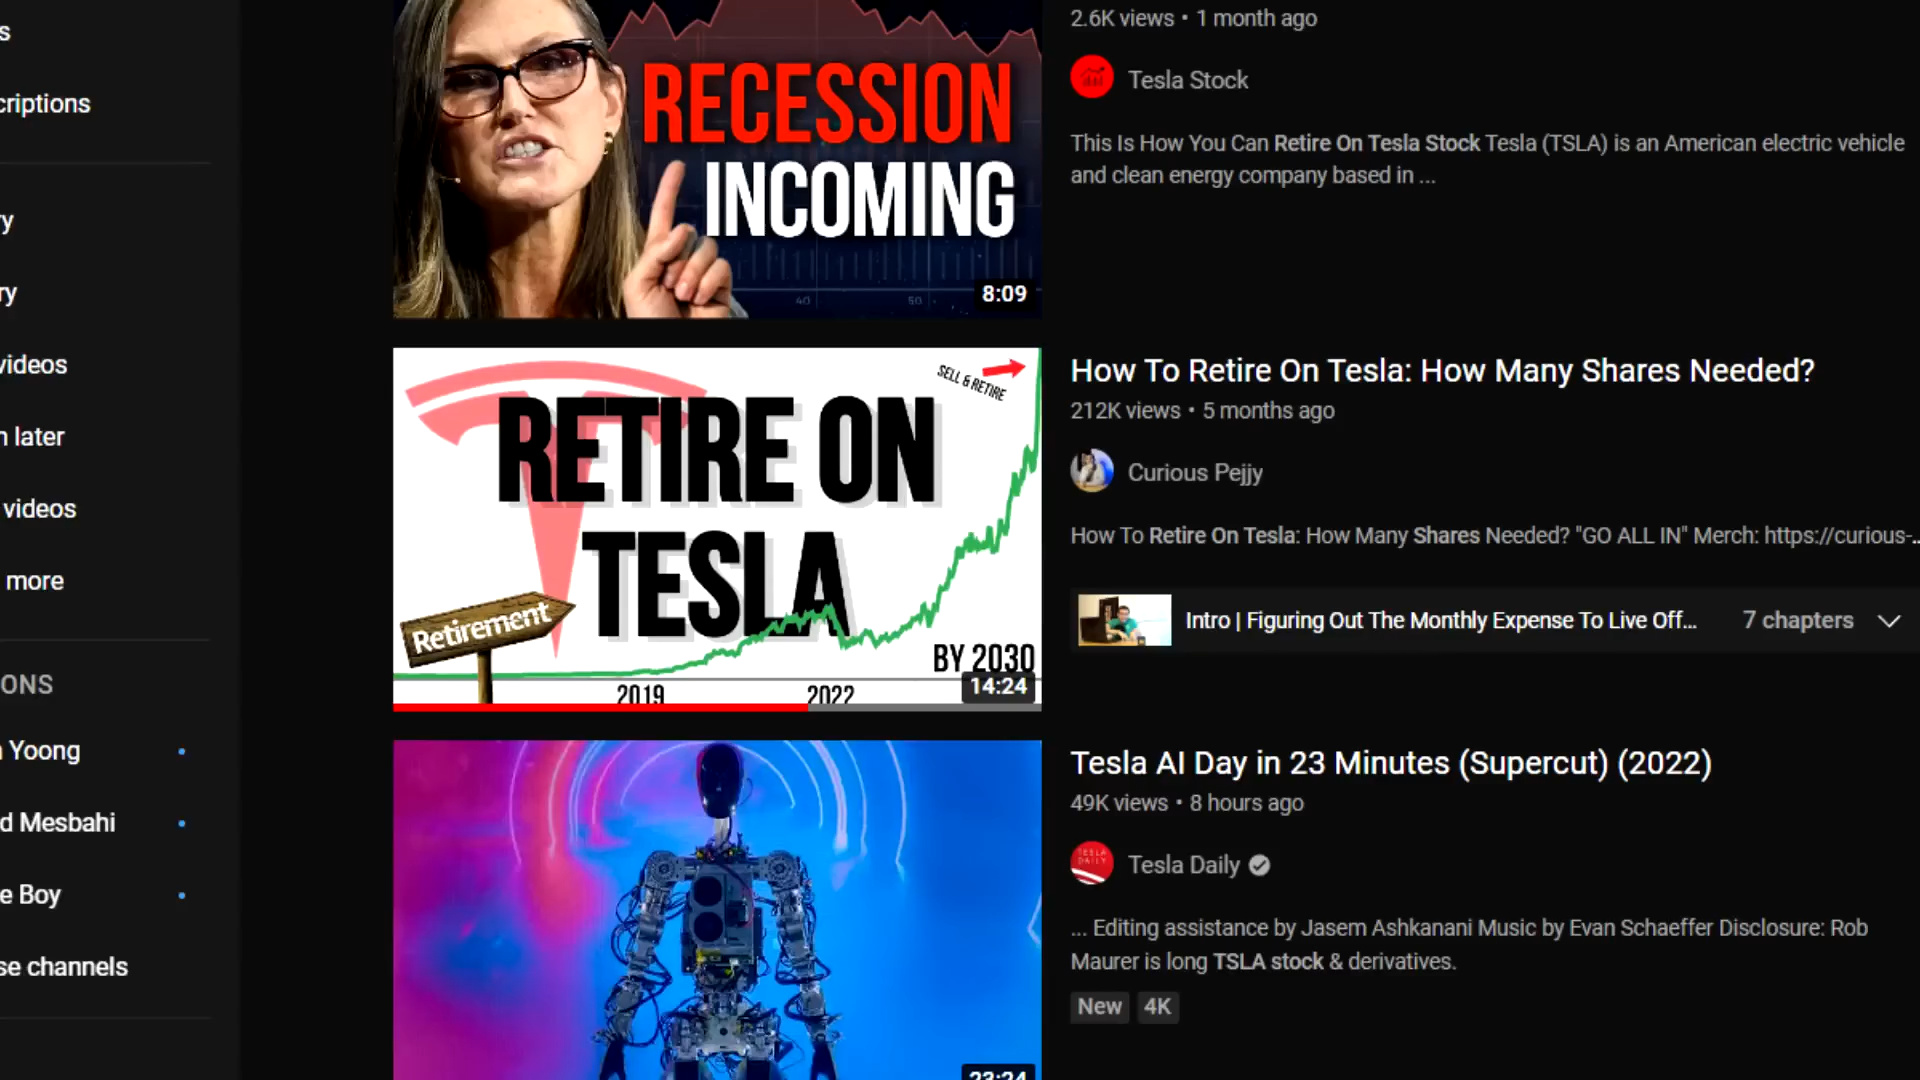 s
criptions
ry
ry
videos
h later
videos
more
ONS
n Yoong
d Mesbahi
e Boy
se channels
RECESSION
INCOMING
40
50
8:09
2.6K views • 1 month ago
Tesla Stock
This Is How You Can Retire On Tesla Stock Tesla (TSLA) is an American electric vehicle
and clean energy company based in ...
SELL & RETIRE
RETIRE ON
TESLA
Retirement
BY 2030
2019
2022
14:24
How To Retire On Tesla: How Many Shares Needed?
212K views • 5 months ago
Curious Pejjy
How To Retire On Tesla: How Many Shares Needed? "GO ALL IN" Merch: https://curious-...
Intro | Figuring Out The Monthly Expense To Live Off...
7 chapters
23:24
Tesla AI Day in 23 Minutes (Supercut) (2022)
49K views • 8 hours ago
TESLA
DAILY
Tesla Daily
... Editing assistance by Jasem Ashkanani Music by Evan Schaeffer Disclosure: Rob
Maurer is long TSLA stock & derivatives.
New
4K